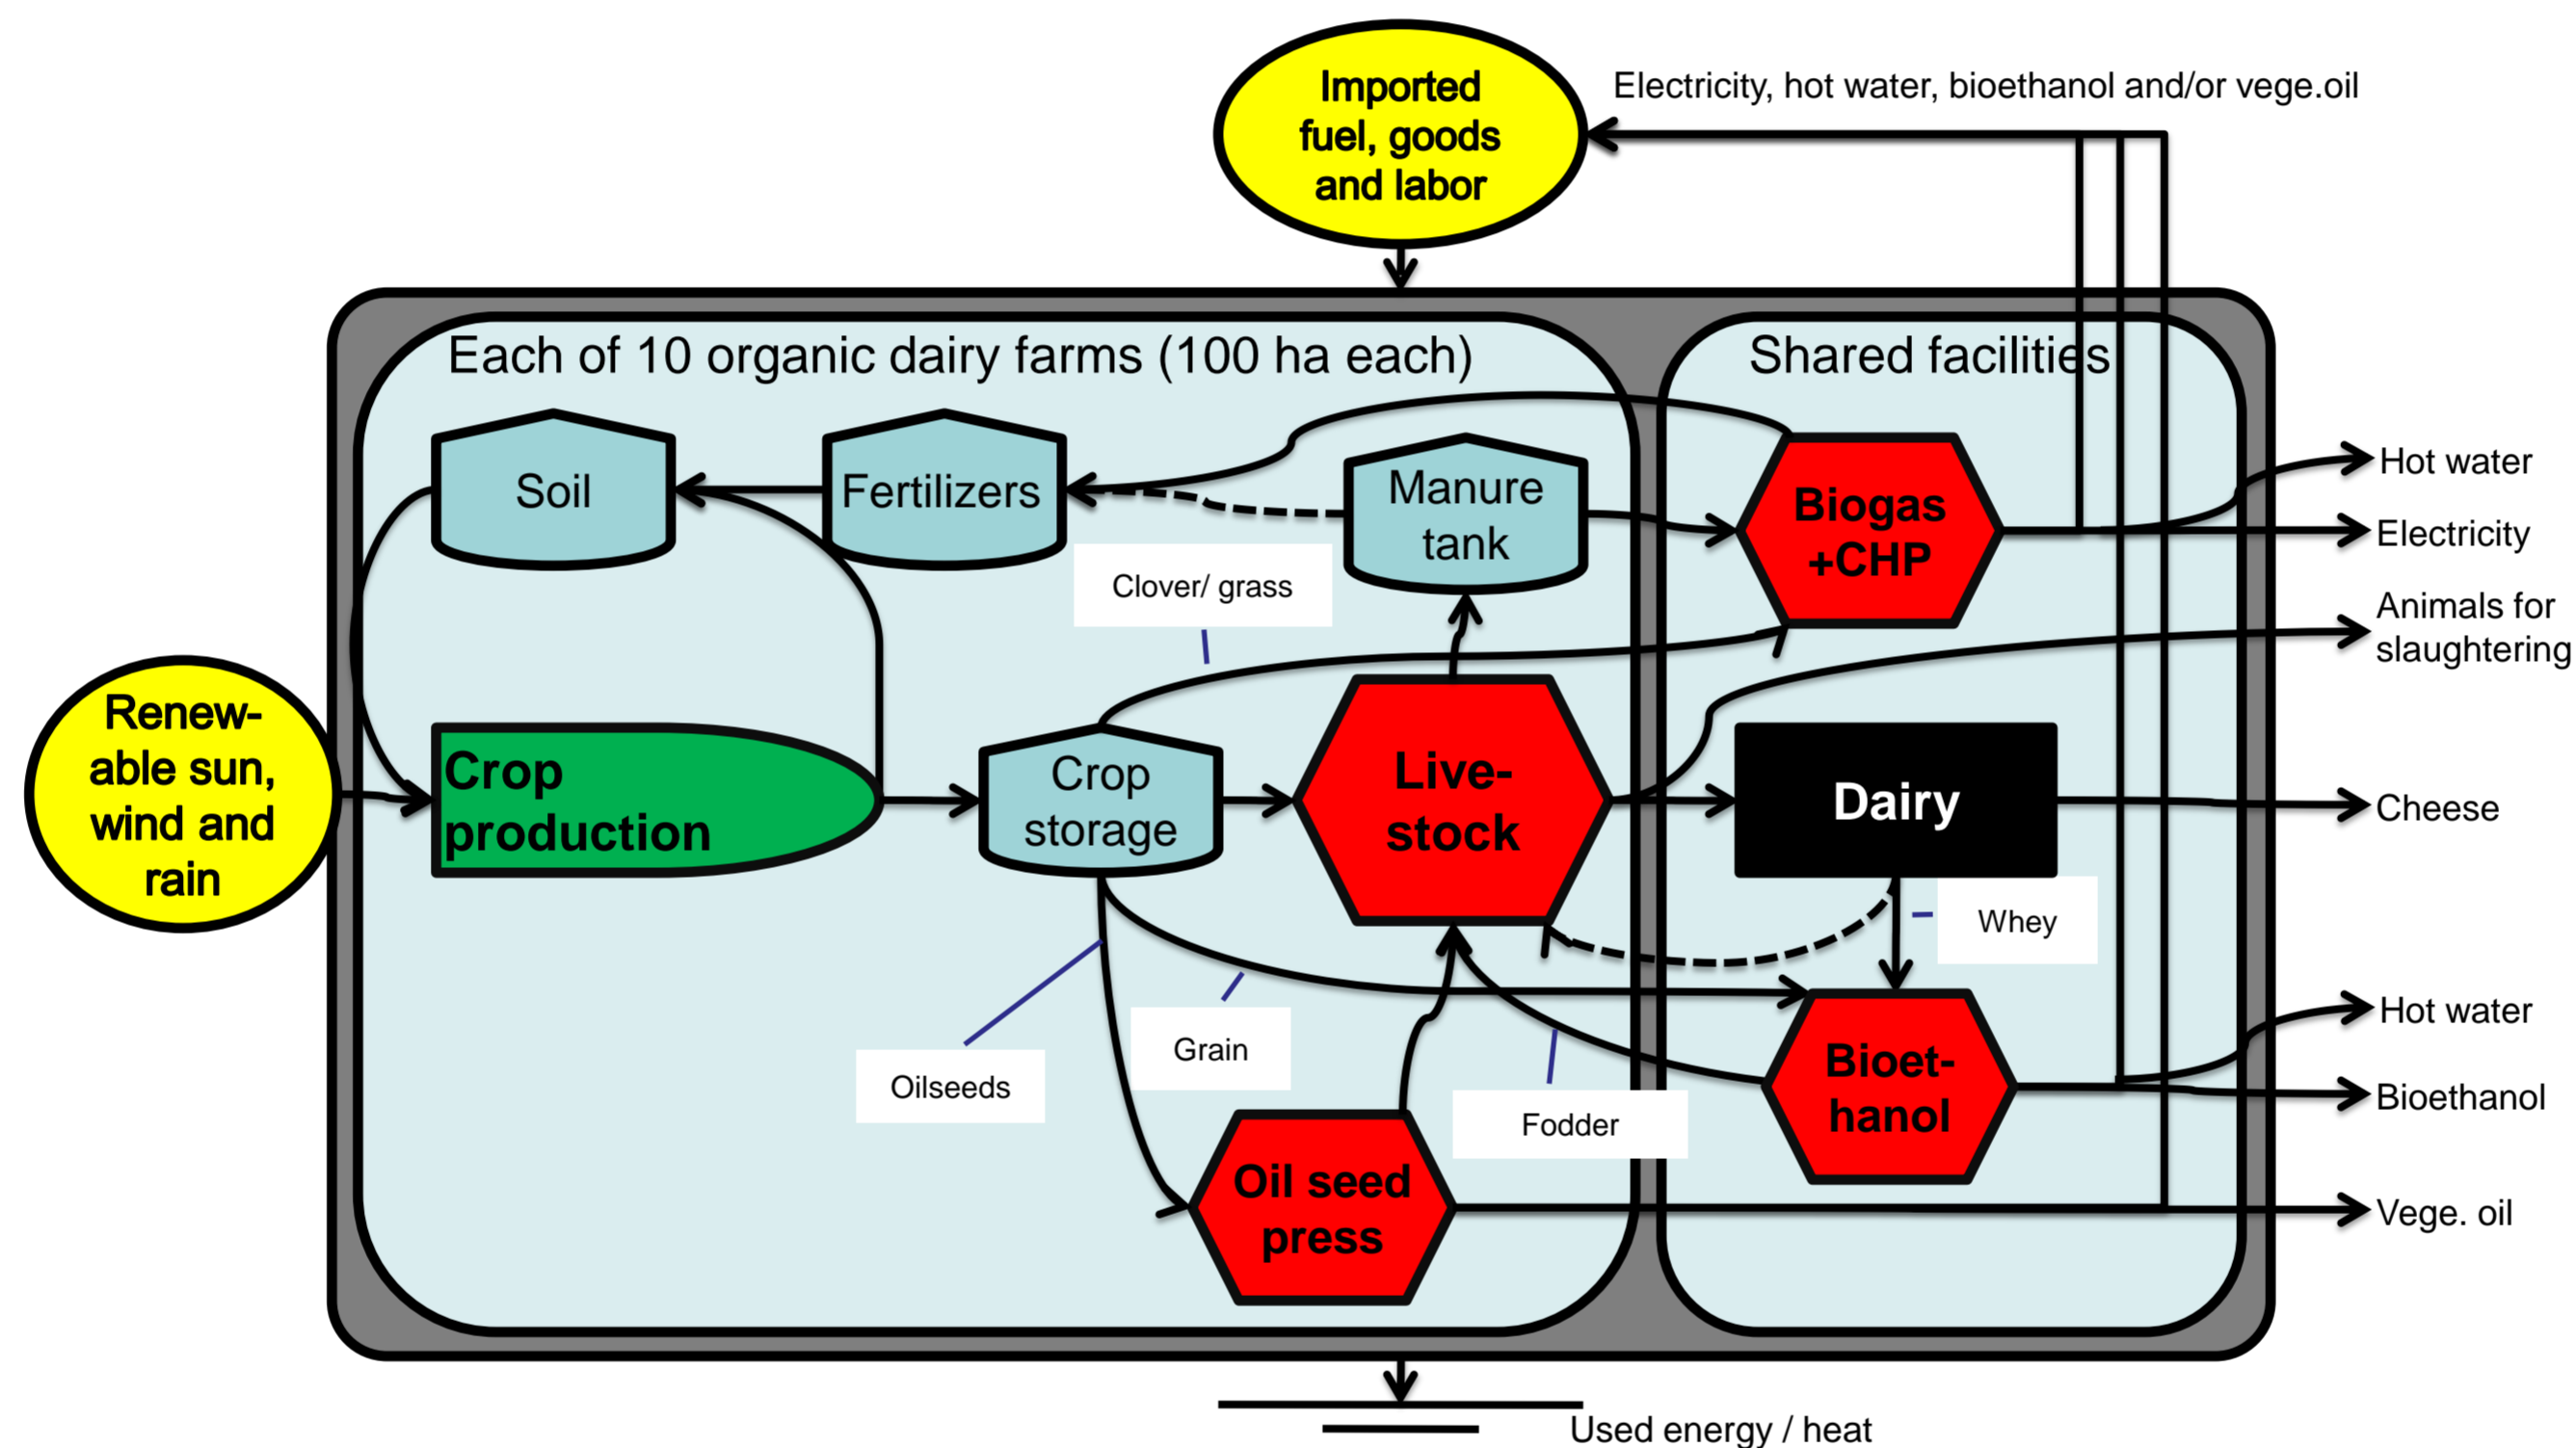 Imported
fuel, goods
and labor
Electricity, hot water, bioethanol and/or vege.oil
Each of 10 organic dairy farms (100 ha each)
Shared facilities
Soil
Fertilizers
Manure
tank
Biogas
+CHP
Hot water
Electricity
Animals for
slaughtering
Clover/ grass
Renew-
able sun,
wind and
rain
Crop
production
Crop
storage
Live-
stock
Dairy
Cheese
Whey
Oilseeds
Grain
Fodder
Bioet-
hanol
Hot water
Bioethanol
Oil seed
press
Vege. oil
Used energy / heat